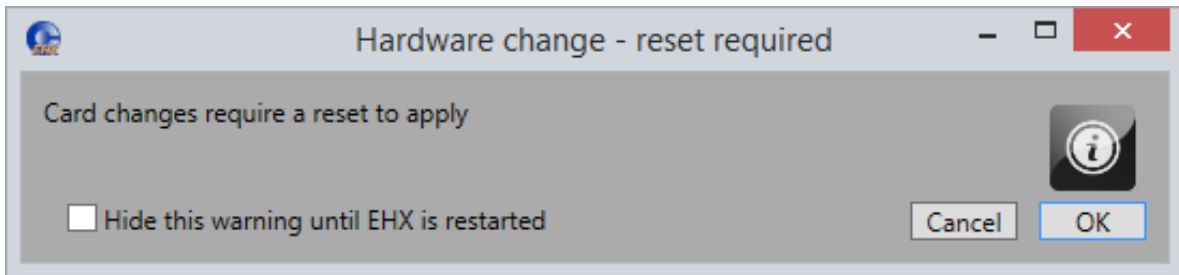 Hardware change - reset required
Card changes require a reset to apply
Hide this warning until EHX is restarted
Cancel
OK